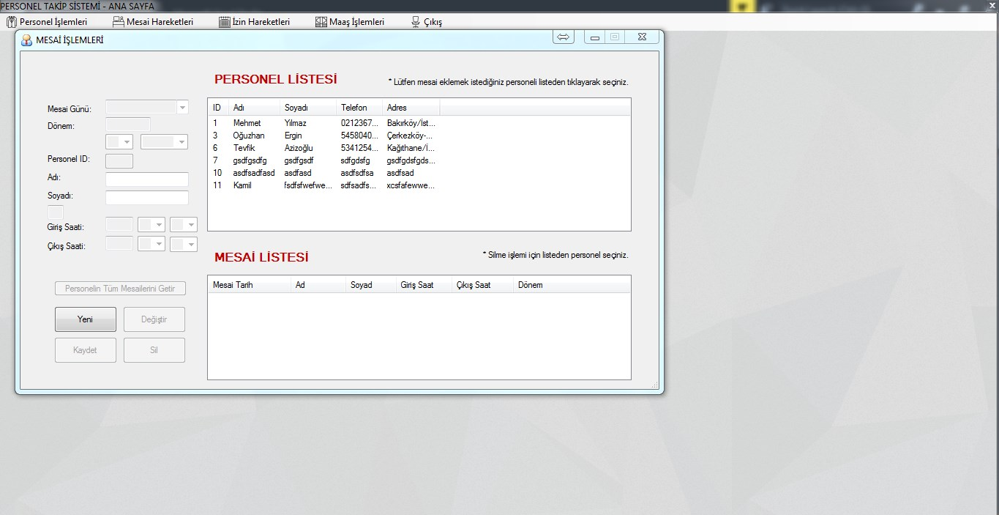 PERSONEL TAKİP SİSTEMİ - ANA SAYFA
Personel İşlemleri Mesai Hareketleri İzin Hareketleri Maaş İşlemleri Çıkış
MESAİ İŞLEMLERİ
PERSONEL LİSTESİ * Lütfen mesai eklemek istediğiniz personeli listeden tıklayarak seçiniz.
Mesai Günü:
Dönem:
Personel ID:
Adı:
Soyadı:
Giriş Saati:
Çıkış Saati:
ID Adı Soyadı Telefon Adres
1 Mehmet Yılmaz 0212367... Bakırköy/İst...
3 Oğuzhan Ergin 5458040... Çerkezköy-...
6 Tevfik Azizoğlu 5341254... Kağıthane/İ...
7 gsdfgsdfg gsdfgsdf sdfgdsfg gsdfgdsfgds...
10 asdfsadfasd asdfasd asdfsdfsa asdfsad
11 Kamil fsdfsfwefwe... sdfsadfs... xcsfafewwe...
MESAİ LİSTESİ * Silme işlemi için listeden personel seçiniz.
Mesai Tarih Ad Soyad Giriş Saat Çıkış Saat Dönem
Personelin Tüm Mesailerini Getir
Yeni Değiştir
Kaydet Sil